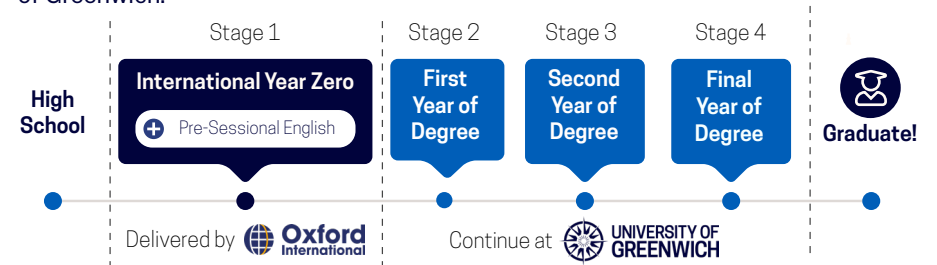 of Greenwich.
Stage 1
Stage 2
Stage 3
Stage 4
High
School
International Year Zero
Pre-Sessional English
First
Year of
Degree
Second
Year of
Degree
Final
Year of
Degree
Graduate!
Delivered by Oxford
International
Continue at UNIVERSITY OF
GREENWICH